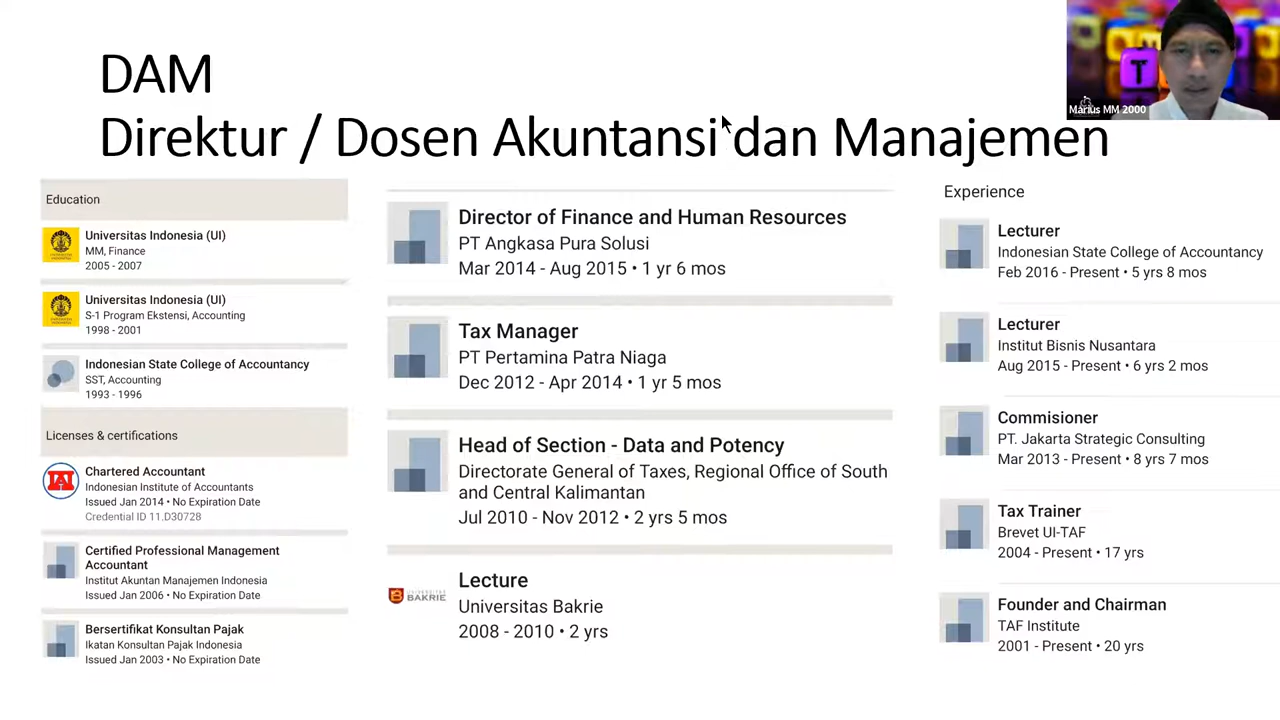 DAM
Direktur / Dosen Akuntansi dan Manajemen
T
Marius MM 2000
Education
Universitas Indonesia (UI)
MM, Finance
2005 - 2007
Universitas Indonesia (UI)
S-1 Program Ekstensi, Accounting
1998 - 2001
Indonesian State College of Accountancy
SST, Accounting
1993 - 1996
Licenses & certifications
Chartered Accountant
Indonesian Institute of Accountants
Issued Jan 2014 • No Expiration Date
Credential ID 11.D30728
Certified Professional Management
Accountant
Institut Akuntan Manajemen Indonesia
Issued Jan 2006 • No Expiration Date
Bersertifikat Konsultan Pajak
Ikatan Konsultan Pajak Indonesia
Issued Jan 2003 • No Expiration Date
Director of Finance and Human Resources
PT Angkasa Pura Solusi
Mar 2014 - Aug 2015 • 1 yr 6 mos
Tax Manager
PT Pertamina Patra Niaga
Dec 2012 - Apr 2014 • 1 yr 5 mos
Head of Section - Data and Potency
Directorate General of Taxes, Regional Office of South
and Central Kalimantan
Jul 2010 - Nov 2012 • 2 yrs 5 mos
BAKRIE
Lecture
Universitas Bakrie
2008 - 2010 • 2 yrs
Experience
Lecturer
Indonesian State College of Accountancy
Feb 2016 - Present • 5 yrs 8 mos
Lecturer
Institut Bisnis Nusantara
Aug 2015 - Present • 6 yrs 2 mos
Commisioner
PT. Jakarta Strategic Consulting
Mar 2013 - Present • 8 yrs 7 mos
Tax Trainer
Brevet UI-TAF
2004 - Present • 17 yrs
Founder and Chairman
TAF Institute
2001 - Present • 20 yrs